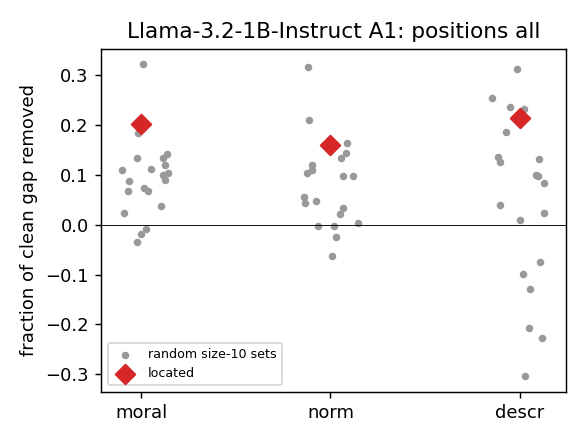 Llama-3.2-1B-Instruct A1: positions all
fraction of clean gap removed
0.3
0.2
0.1
0.0
−0.1
−0.2
−0.3
random size-10 sets
located
moral
norm
descr